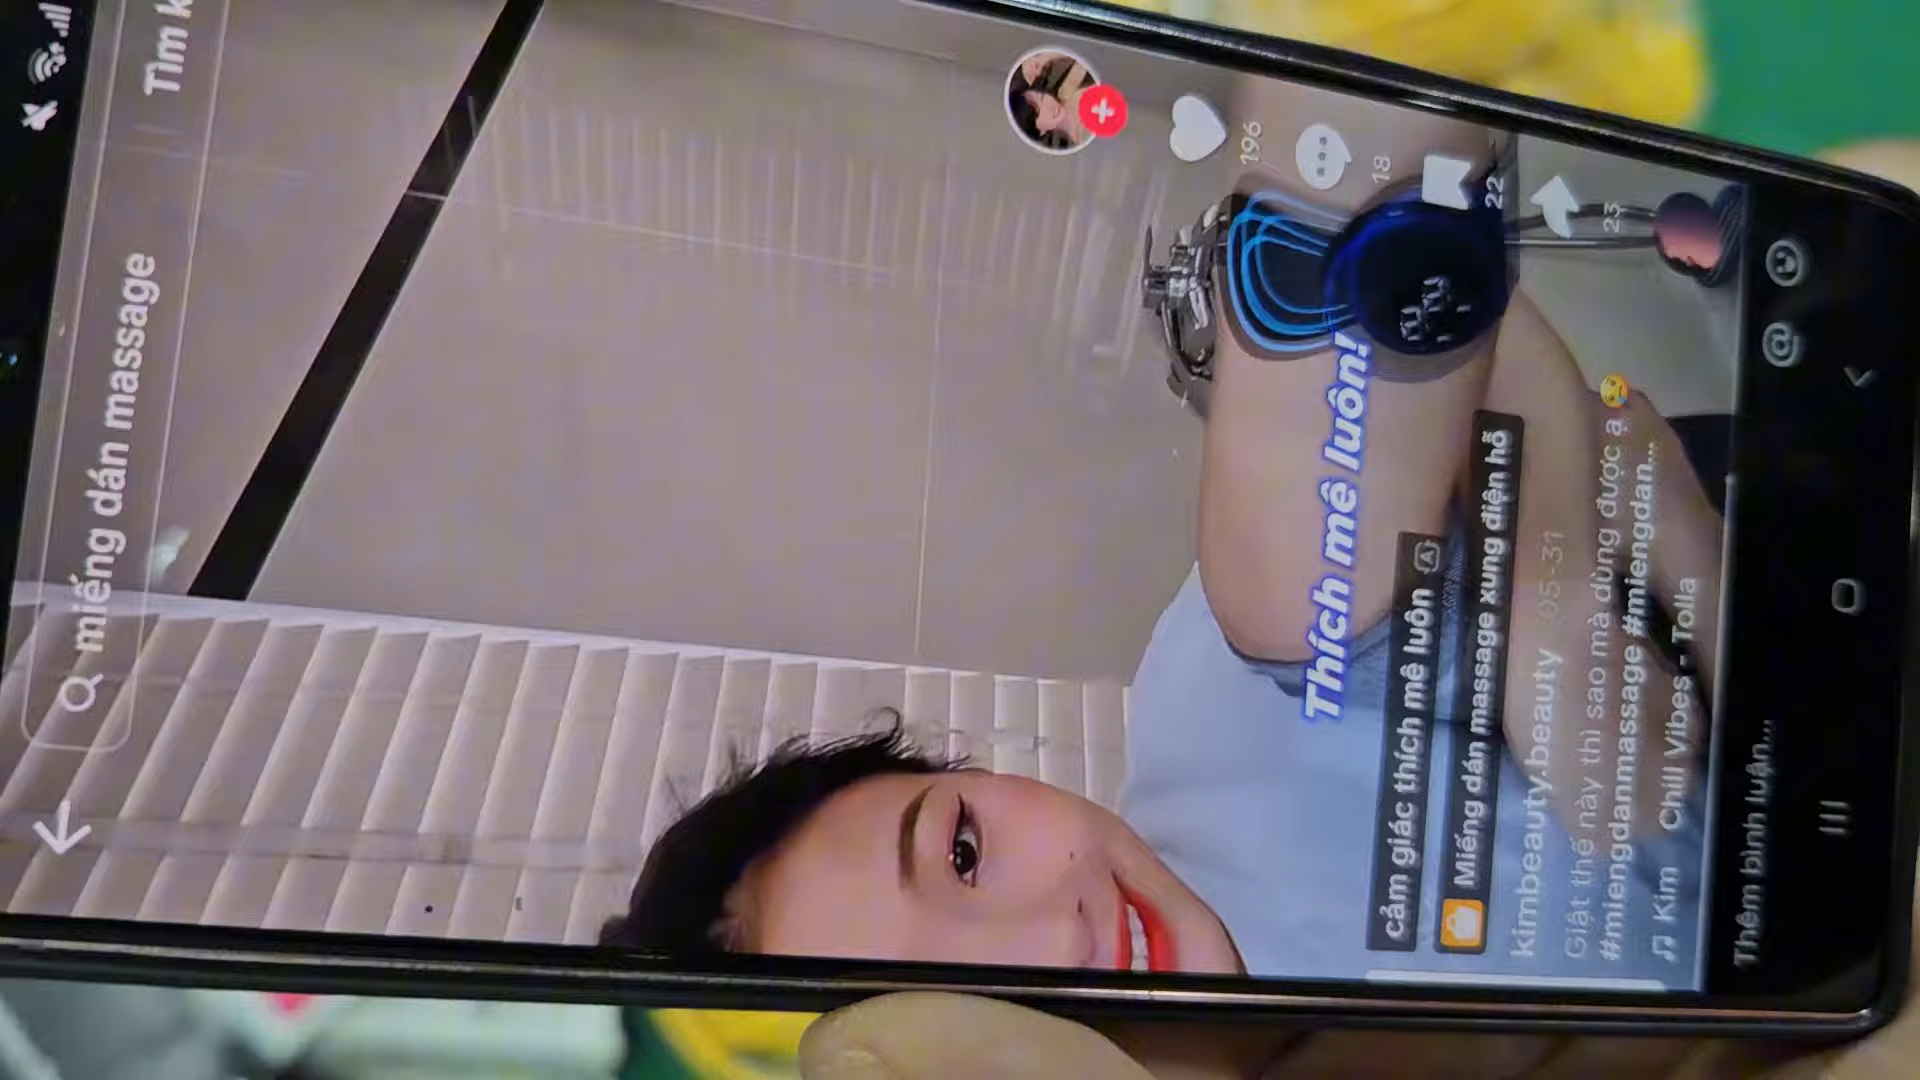 miếng dán massage
Tìm k
196
18
22
23
Thích mê luôn!
cảm giác thích mê luôn
Miếng dán massage xung điện hỗ
kimbeauty.beauty 05-31
Giật thế này thì sao mà dùng được ạ
#miengdanmassage #miengdan...
Kim Chill Vibes - Tolla
Thêm bình luận...